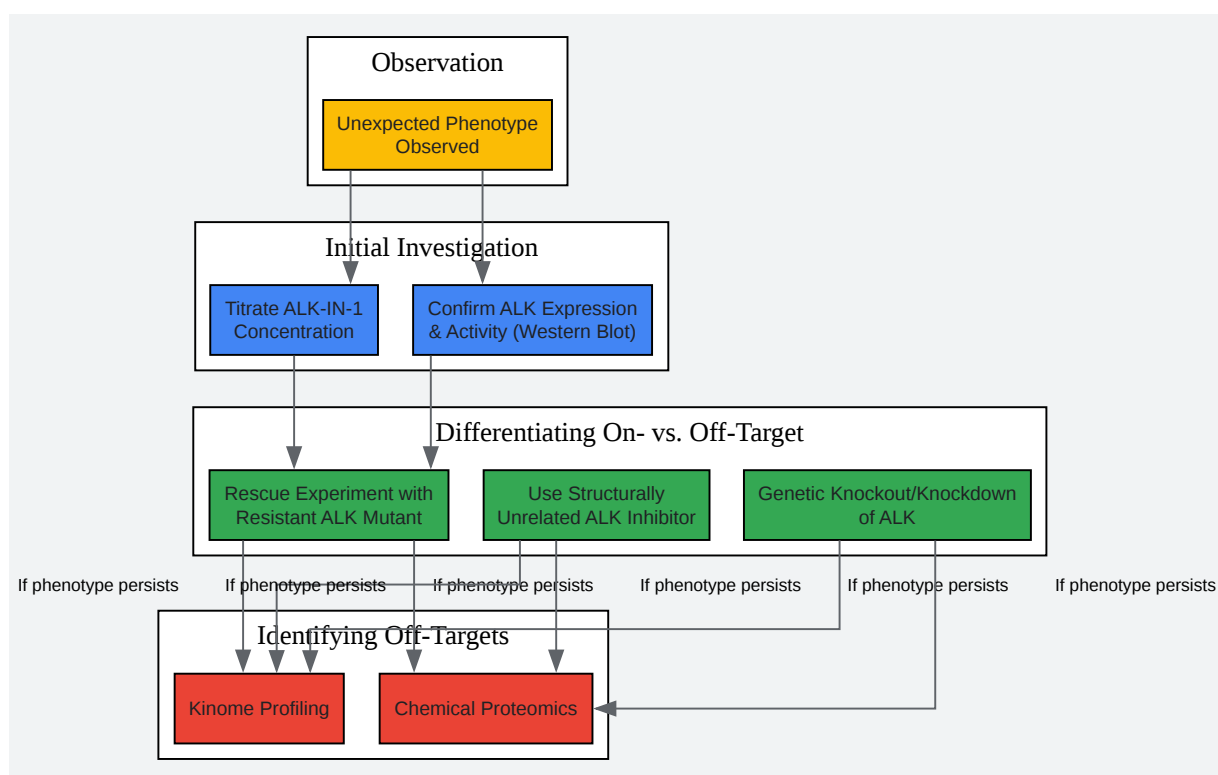 Observation
Unexpected Phenotype
Observed
Initial Investigation
Titrate ALK-IN-1
Concentration
Confirm ALK Expression
& Activity (Western Blot)
Differentiating On- vs. Off-Target
Rescue Experiment with
Resistant ALK Mutant
Use Structurally
Unrelated ALK Inhibitor
Genetic Knockout/Knockdown
of ALK
If phenotype persists
If phenotype persists
If phenotype persists
If phenotype persists
If phenotype persists
If phenotype persists
Identifying Off-Targets
Kinome Profiling
Chemical Proteomics